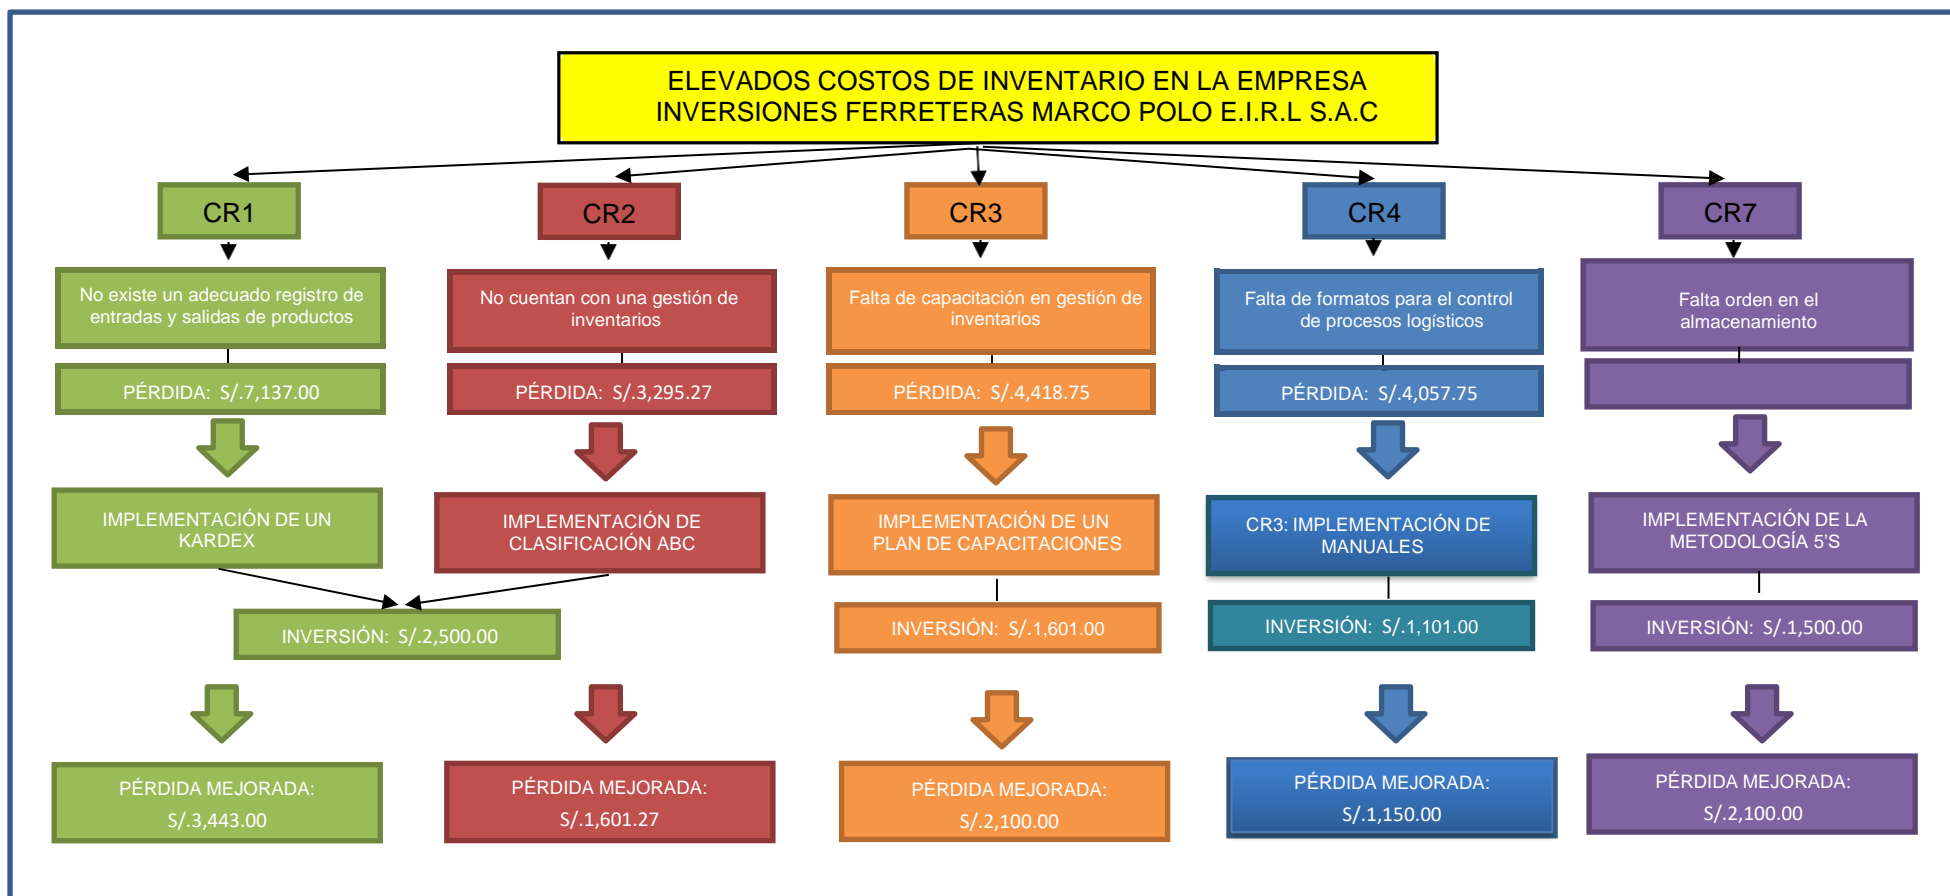 ELEVADOS COSTOS DE INVENTARIO EN LA EMPRESA
INVERSIONES FERRETERAS MARCO POLO E.I.R.L S.A.C
CR1
CR2
CR3
CR4
CR7
No existe un adecuado registro de
entradas y salidas de productos
No cuentan con una gestión de
inventarios
Falta de capacitación en gestión de
inventarios
Falta de formatos para el control
de procesos logísticos
Falta orden en el
almacenamiento
PÉRDIDA: S/.7,137.00
PÉRDIDA: S/.3,295.27
PÉRDIDA: S/.4,418.75
PÉRDIDA: S/.4,057.75
IMPLEMENTACIÓN DE UN
KARDEX
IMPLEMENTACIÓN DE
CLASIFICACIÓN ABC
IMPLEMENTACIÓN DE UN
PLAN DE CAPACITACIONES
CR3: IMPLEMENTACIÓN DE
MANUALES
IMPLEMENTACIÓN DE LA
METODOLOGÍA 5'S
INVERSIÓN: S/.2,500.00
INVERSIÓN: S/.1,601.00
INVERSIÓN: S/.1,101.00
INVERSIÓN: S/.1,500.00
PÉRDIDA MEJORADA:
S/.3,443.00
PÉRDIDA MEJORADA:
S/.1,601.27
PÉRDIDA MEJORADA:
S/.2,100.00
PÉRDIDA MEJORADA:
S/.1,150.00
PÉRDIDA MEJORADA:
S/.2,100.00